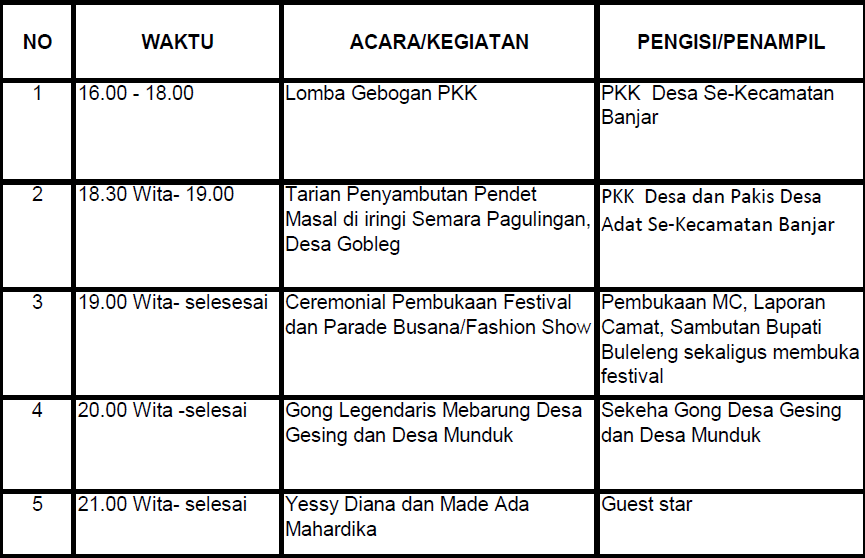 NO WAKTU ACARA/KEGIATAN PENGISI/PENAMPIL
1 16.00 - 18.00 Lomba Gebogan PKK PKK Desa Se-Kecamatan
Banjar
2 18.30 Wita- 19.00 Tarian Penyambutan Pendet PKK Desa dan Pakis Desa
Masal di iringi Semara Pagulingan, Adat Se-Kecamatan Banjar
Desa Gobleg
3 19.00 Wita- selesesai Ceremonial Pembukaan Festival Pembukaan MC, Laporan
dan Parade Busana/Fashion Show Camat, Sambutan Bupati
Buleleng sekaligus membuka
festival
4 20.00 Wita -selesai Gong Legendaris Mebarung Desa Sekeha Gong Desa Gesing
Gesing dan Desa Munduk dan Desa Munduk
5 21.00 Wita- selesai Yessy Diana dan Made Ada Guest star
Mahardika